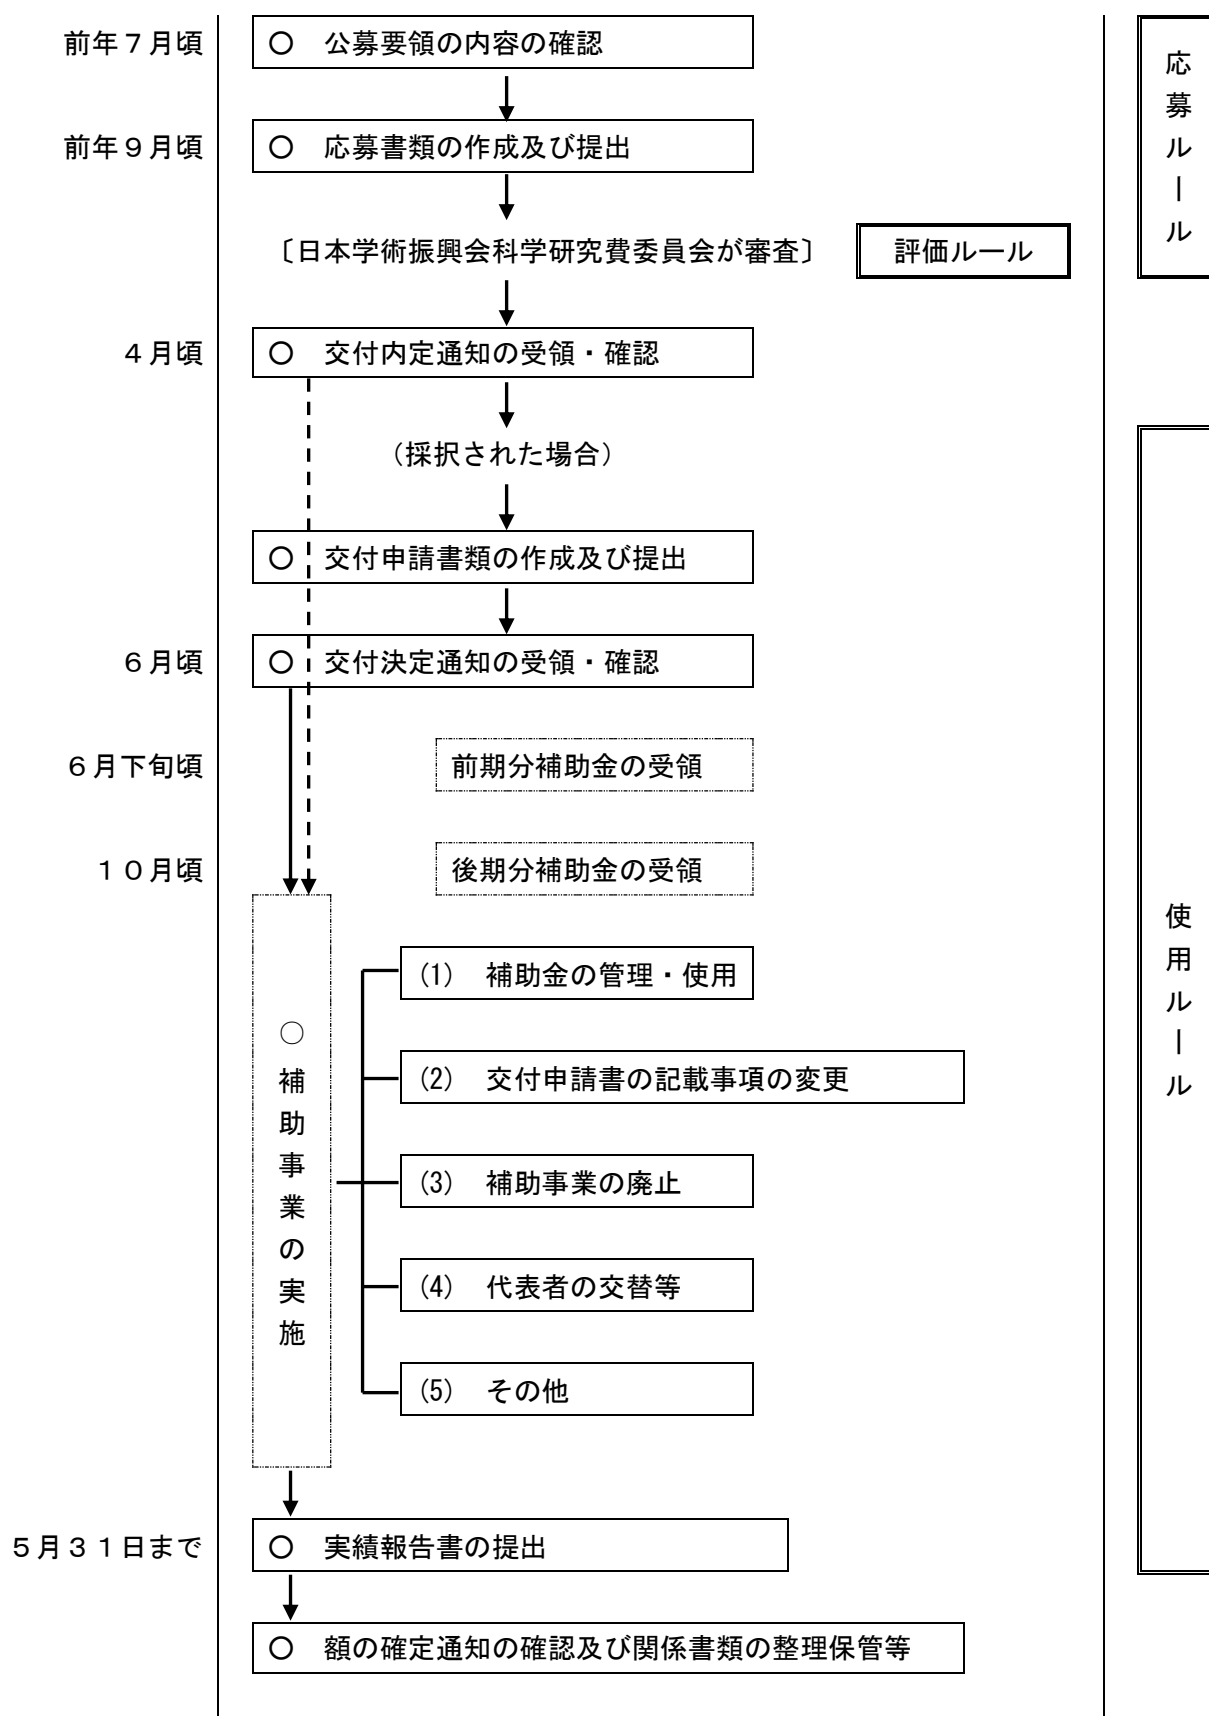 前年７月頃
○　公募要領の内容の確認
前年９月頃
○　応募書類の作成及び提出
〔日本学術振興会科学研究費委員会が審査〕
評価ルール
応募ルール
４月頃
○　交付内定通知の受領・確認
（採択された場合）
○　交付申請書類の作成及び提出
６月頃
○　交付決定通知の受領・確認
６月下旬頃
前期分補助金の受領
１０月頃
後期分補助金の受領
○補助事業の実施
(1)　補助金の管理・使用
(2)　交付申請書の記載事項の変更
(3)　補助事業の廃止
(4)　代表者の交替等
(5)　その他
使用ルール
５月３１日まで
○　実績報告書の提出
○　額の確定通知の確認及び関係書類の整理保管等